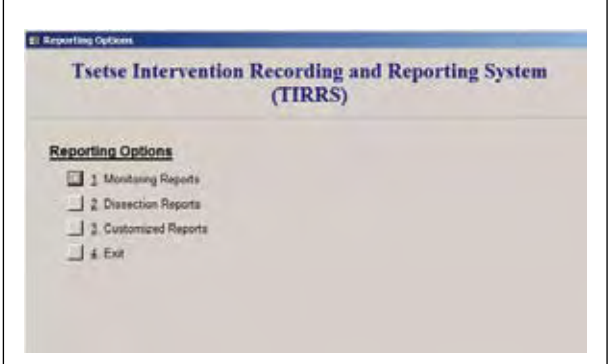 Reporting Options
Tsetse Intervention Recording and Reporting System
(TIRRS)
Reporting Options
1 Monitoring Reports
2 Dissection Reports
3 Customized Reports
4 Exit